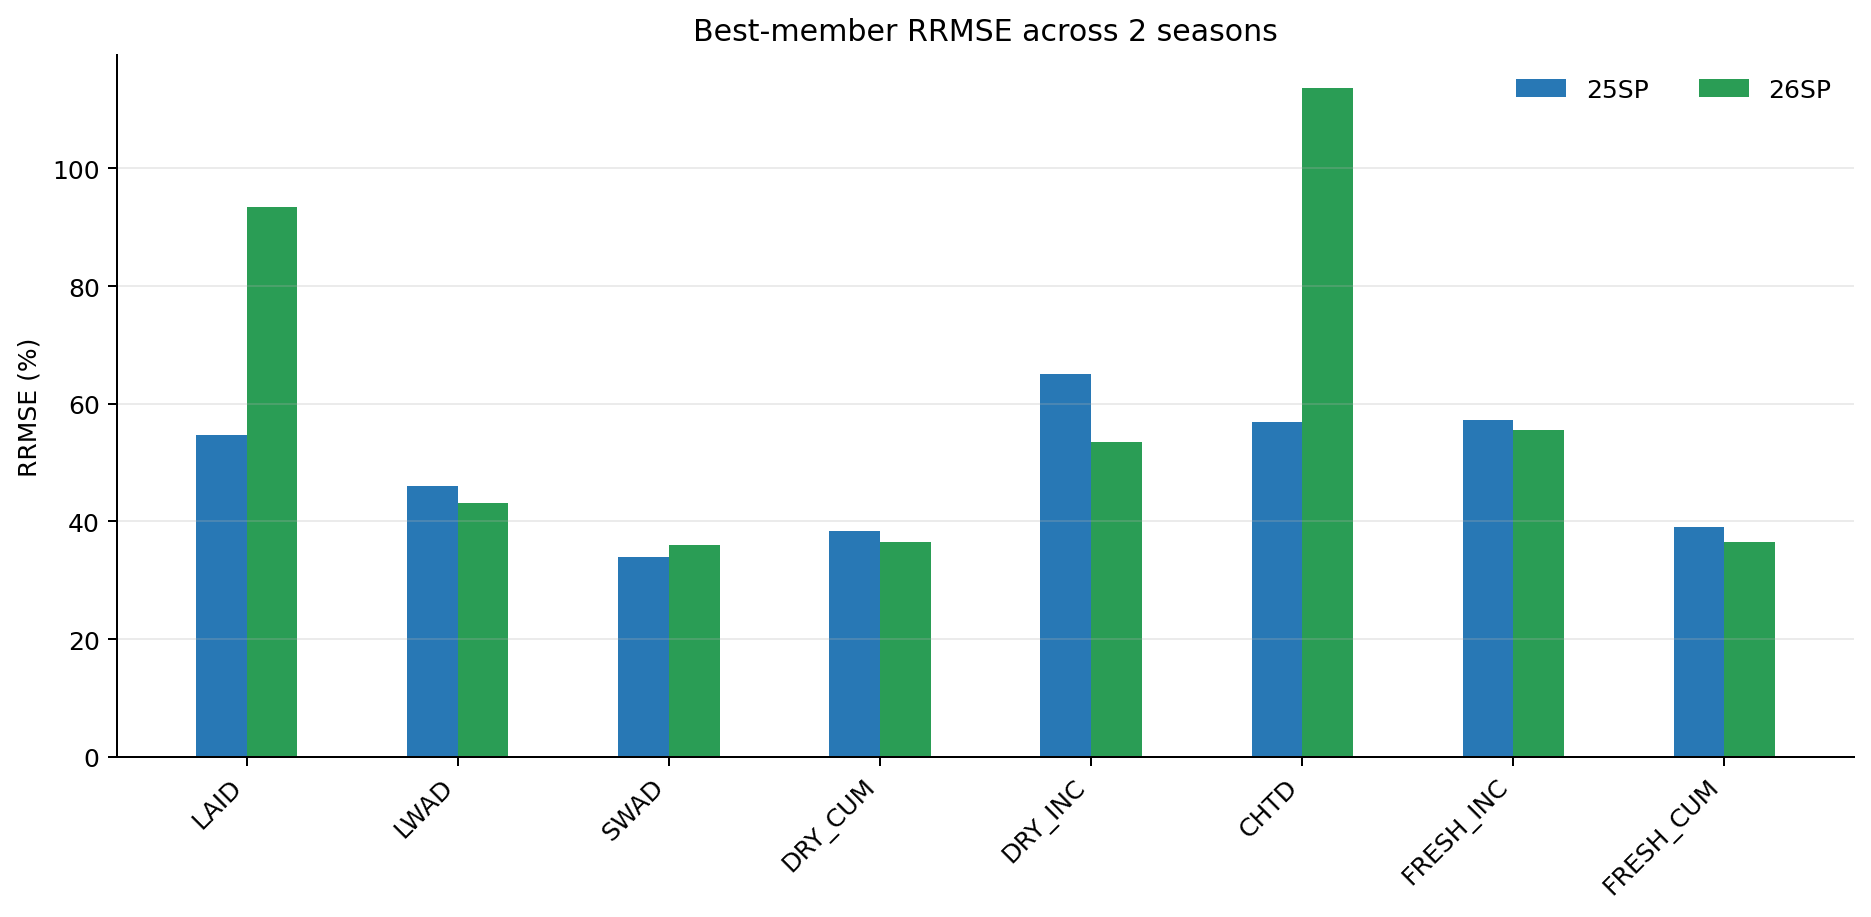 Best-member RRMSE across 2 seasons
25SP 26SP
RRMSE (%)
100
80
60
40
20
0
LAID
LWAD
SWAD
DRY_CUM
DRY_INC
CHTD
FRESH_INC
FRESH_CUM